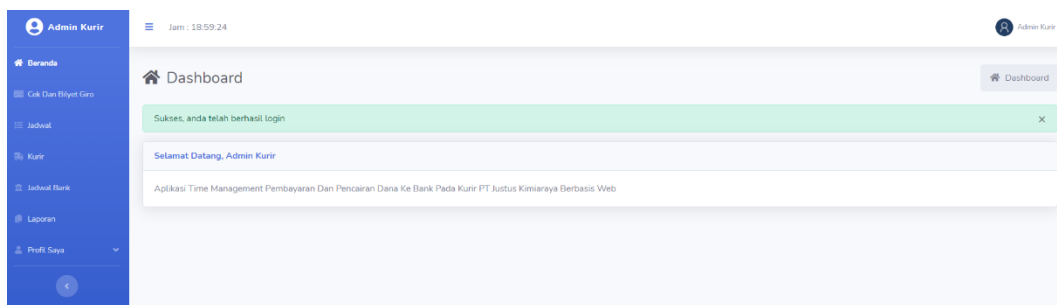 Admin Kurir
Jam : 18:59:24
Admin Kurir
Beranda
Cek Dan Bilyet Giro
Jadwal
Kurir
Jadwal Bank
Laporan
Profil Saya
Dashboard
Dashboard
Sukses, anda telah berhasil login
Selamat Datang, Admin Kurir
Aplikasi Time Management Pembayaran Dan Pencairan Dana Ke Bank Pada Kurir PT Justus Kimiaraya Berbasis Web